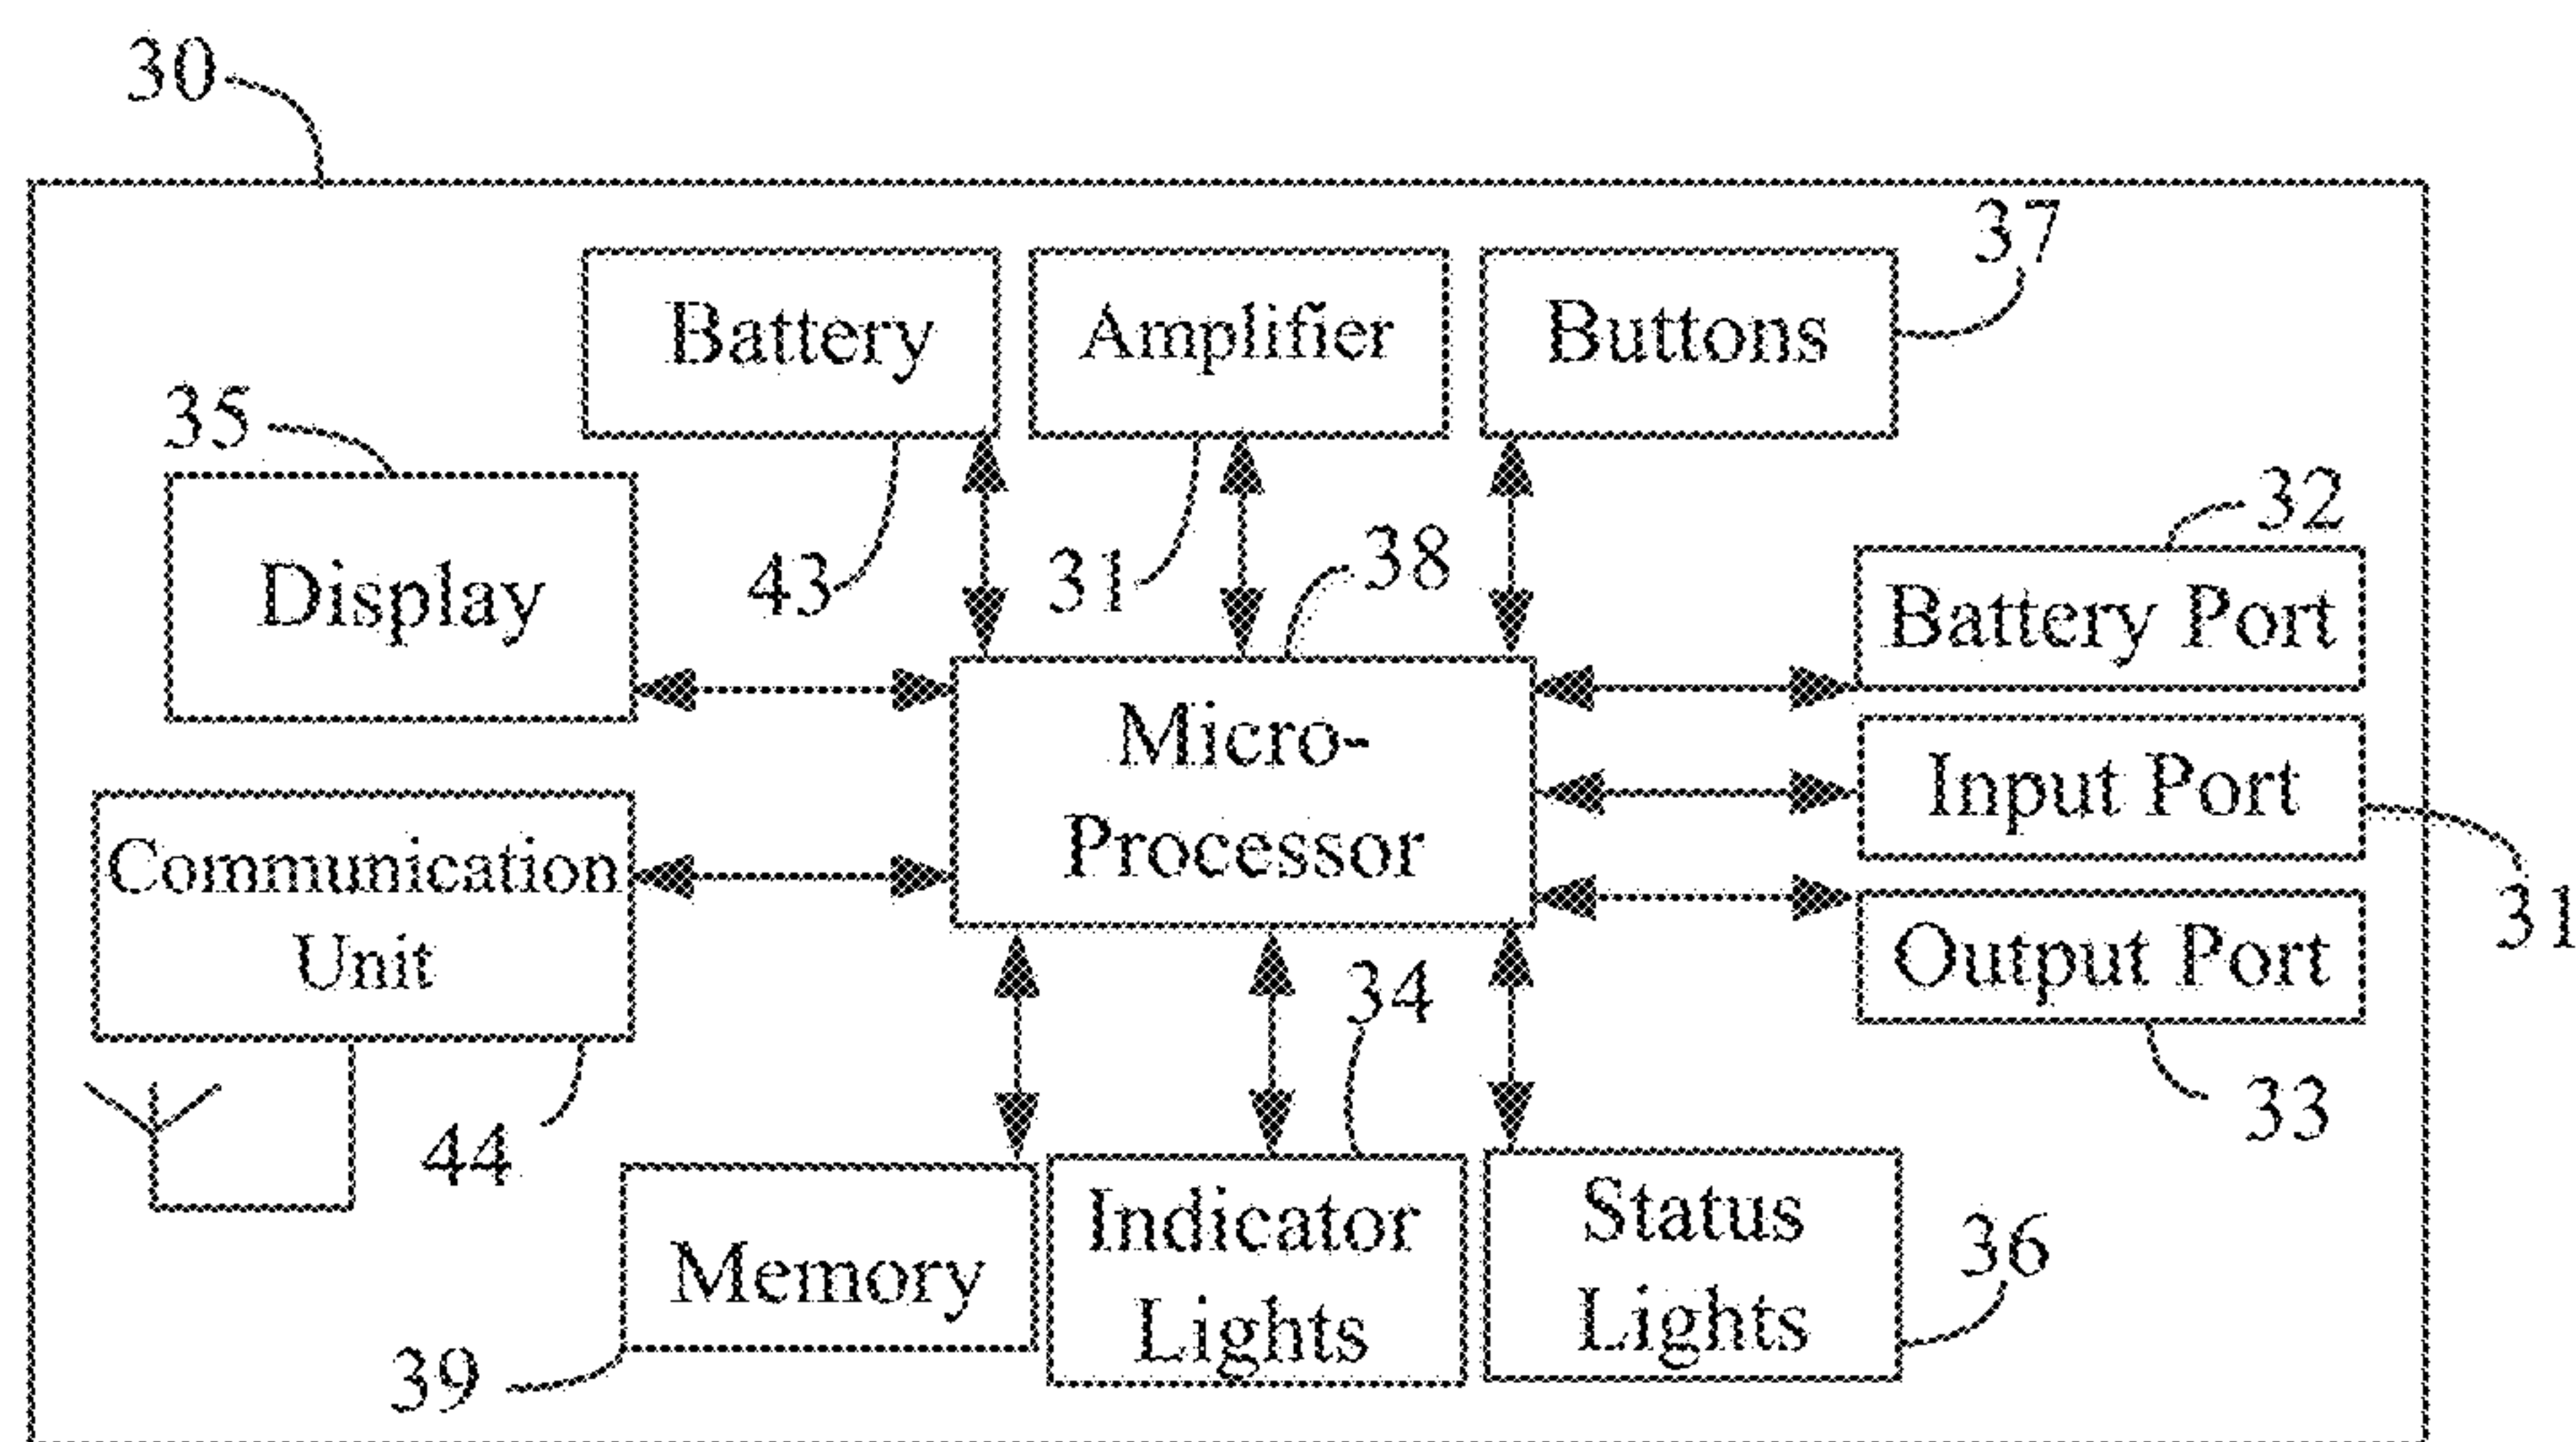 30
37
Battery
Amplifier
Buttons
35
32
Display
43
31
38
Battery Port
Micro-
Processor
Input Port
31
Communication
Unit
34
Output Port
44
33
Memory
Indicator
Lights
Status
Lights
36
39